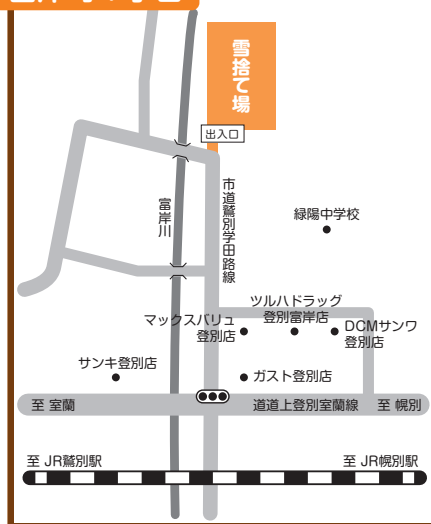 雪捨て場
出入口
市道鷲別学田路線
富岸川
緑陽中学校
ツルハドラッグ
登別富岸店
マックスバリュ
登別店
DCMサンワ
登別店
サンキ登別店
ガスト登別店
至 室蘭
道道上登別室蘭線
至 幌別
至 JR鷲別駅
至 JR幌別駅